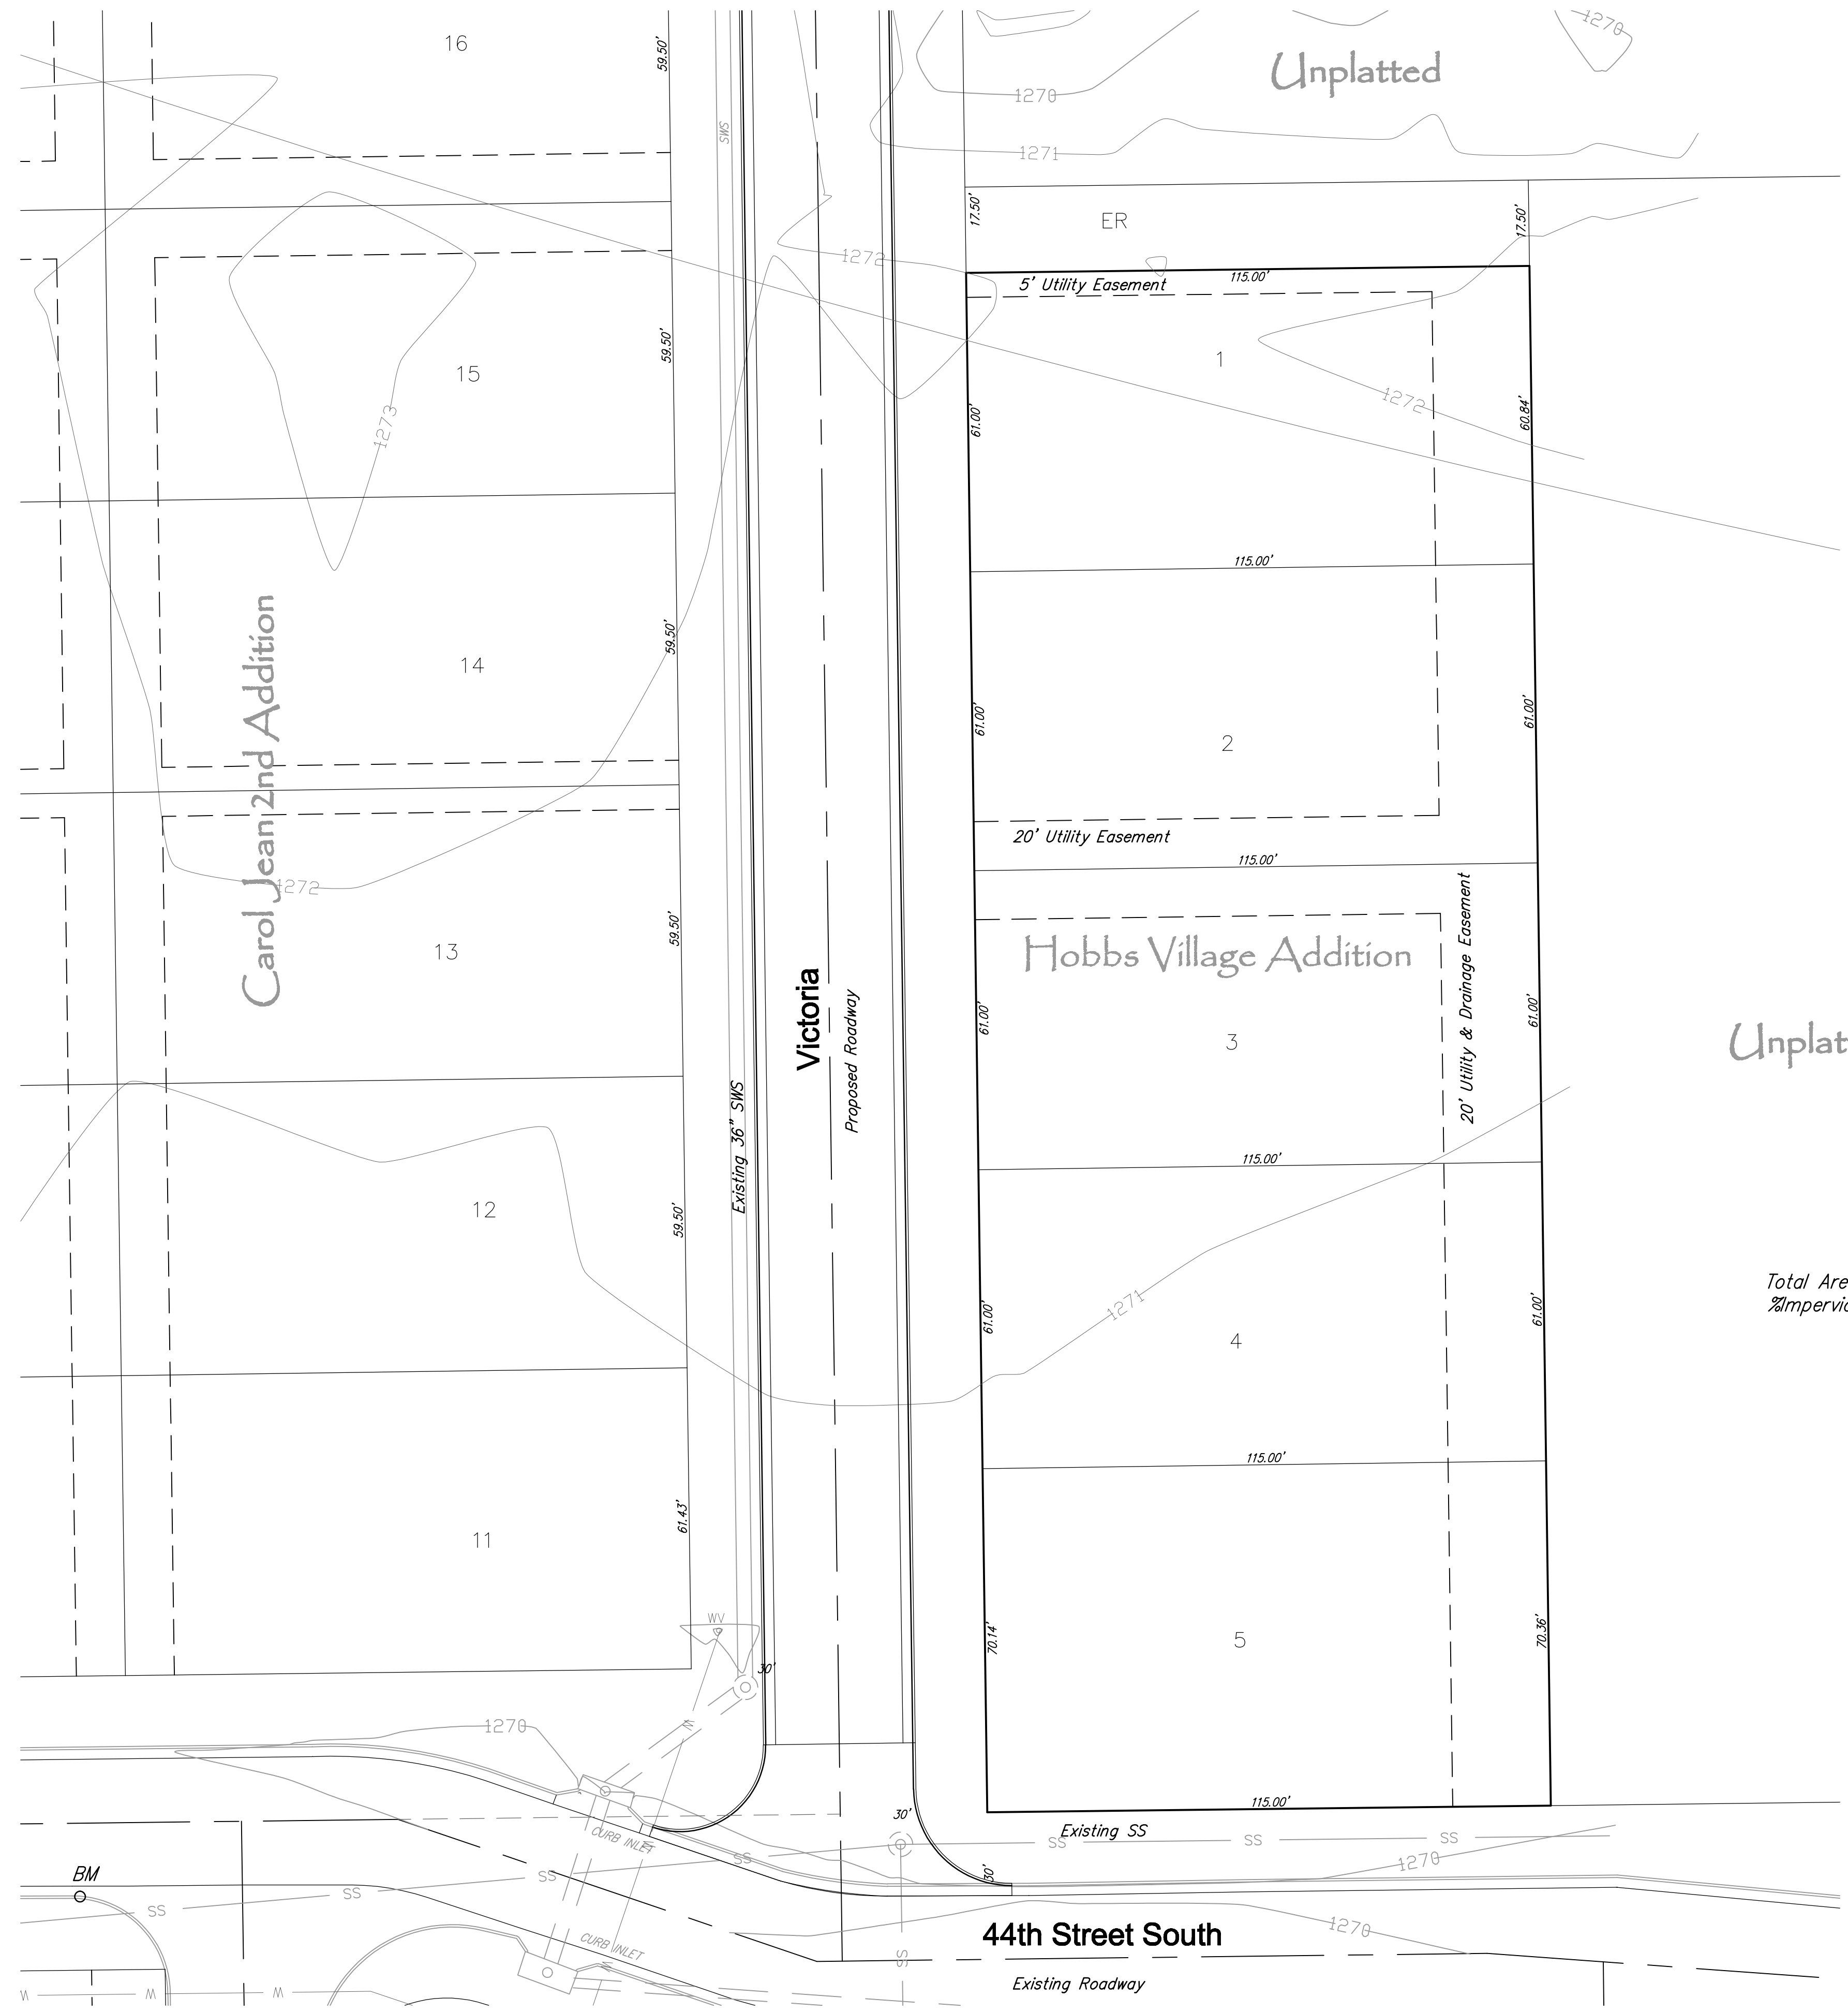 16
59.50'
SWS
1270
Unplatted
1270
1271
17.50'
ER
17.50'
1272
5' Utility Easement
115.00'
15
59.50'
1273
1
61.00'
1272
60.84'
115.00'
Carol Jean 2nd Addition
14
59.50'
61.00'
2
61.00'
20' Utility Easement
115.00'
1272
13
59.50'
Victoria
Proposed Roadway
Hobbs Village Addition
61.00'
3
20' Utility & Drainage Easement
61.00'
Unplat
115.00'
Existing 36" SWS
12
59.50'
Total Are
%Impervio
61.00'
1271
4
61.00'
115.00'
11
61.43'
WV
30'
70.14'
5
70.36'
1270
W
115.00'
CURB INLET
W
30'
Existing SS
SS
SS
SS
SS
SS
SS
SS
1270
BM
30'
44th Street South
1270
CURB INLET
SS
W
Existing Roadway
W
W
W